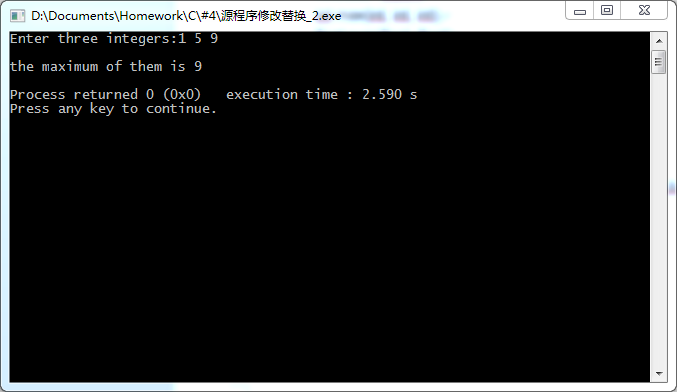 D:\Documents\Homework\C\#4\源程序修改替换_2.exe
Enter three integers:1 5 9
the maximum of them is 9
Process returned 0 (0x0)   execution time : 2.590 s
Press any key to continue.